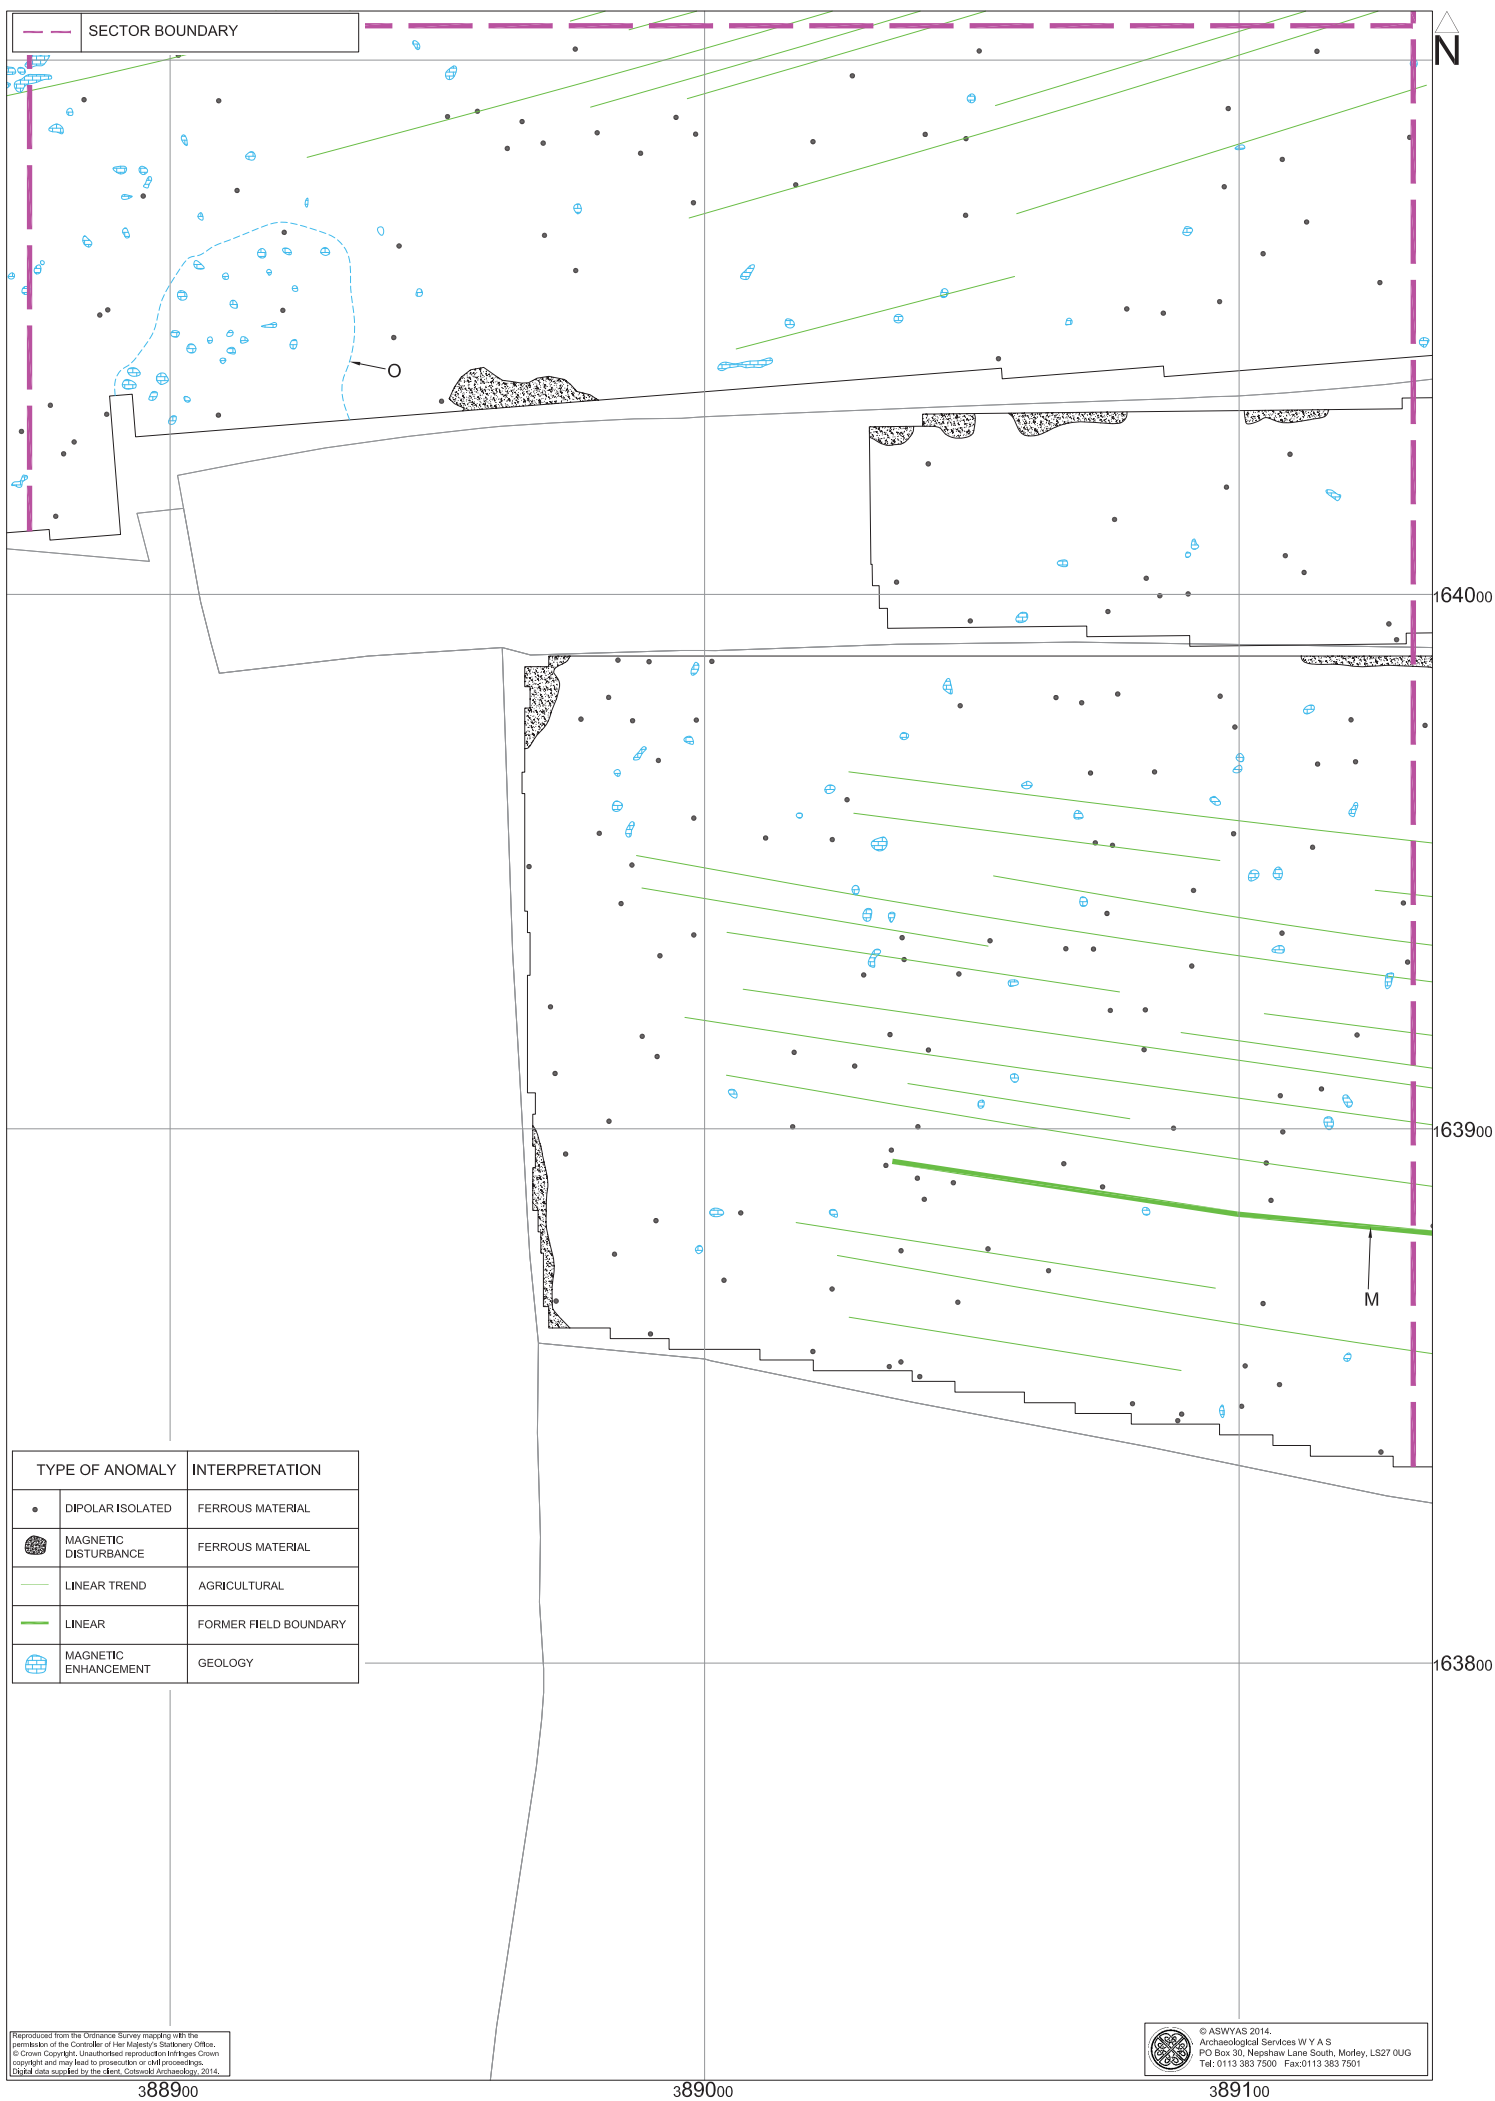 SECTOR BOUNDARY
N
O
164000
163900
M
TYPE OF ANOMALY INTERPRETATION
DIPOLAR ISOLATED FERROUS MATERIAL
MAGNETIC
DISTURBANCE
FERROUS MATERIAL
LINEAR TREND AGRICULTURAL
LINEAR FORMER FIELD BOUNDARY
MAGNETIC
ENHANCEMENT
GEOLOGY
163800
Reproduced from the Ordnance Survey mapping with the
permission of the Controller of Her Majesty's Stationery Office.
© Crown Copyright. Unauthorised reproduction infringes Crown
copyright and may lead to prosecution or civil proceedings.
Digital data supplied by the client, Cotswold Archaeology, 2014.
© ASWYAS 2014.
Archaeological Services W Y A S
PO Box 30, Nepshaw Lane South, Morley, LS27 0UG
Tel: 0113 383 7500 Fax:0113 383 7501
388900
389000
389100